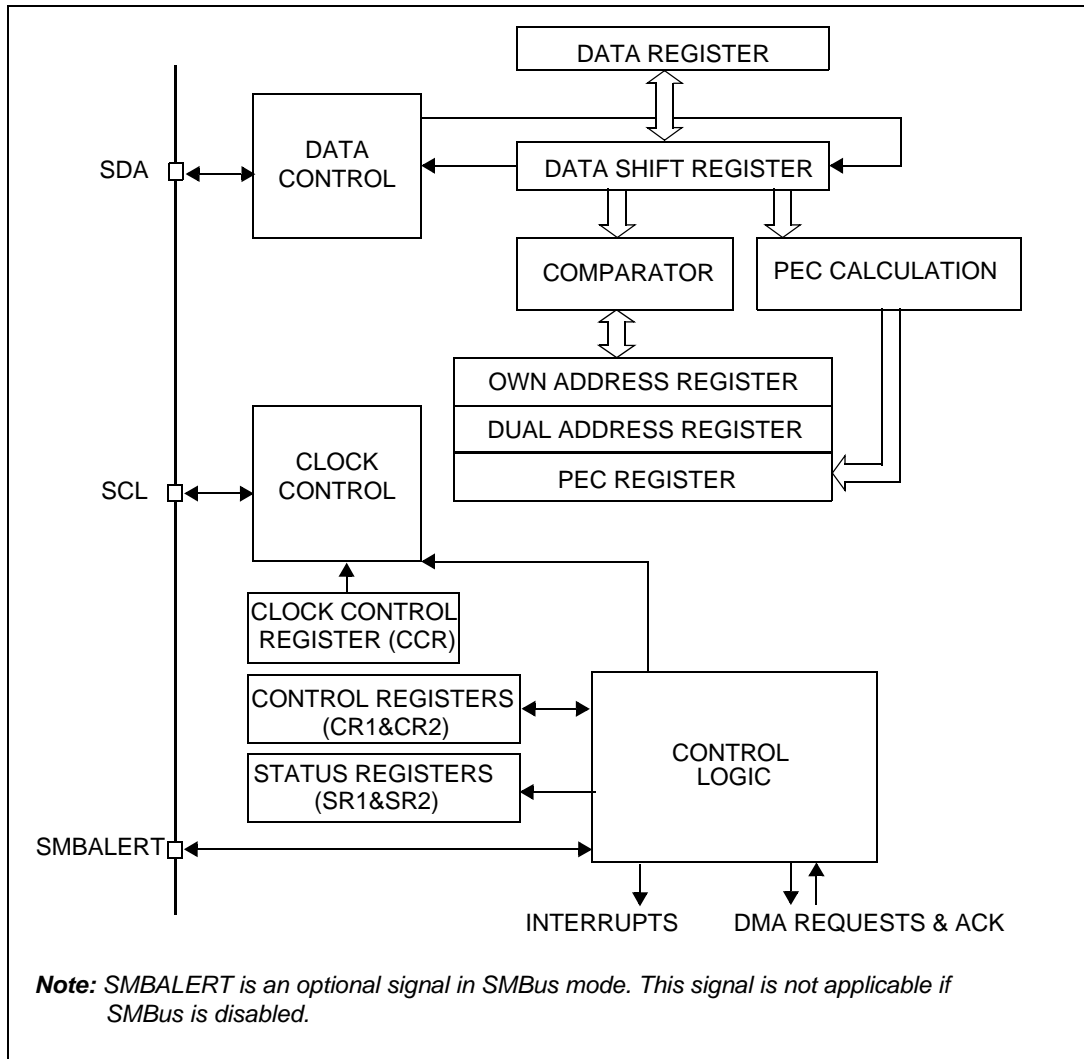 DATA REGISTER
DATA
CONTROL
SDA
DATA SHIFT REGISTER
COMPARATOR
PEC CALCULATION
OWN ADDRESS REGISTER
DUAL ADDRESS REGISTER
PEC REGISTER
CLOCK
CONTROL
SCL
CLOCK CONTROL
REGISTER (CCR)
CONTROL REGISTERS
(CR1&CR2)
STATUS REGISTERS
(SR1&SR2)
CONTROL
LOGIC
SMBALERT
INTERRUPTS
DMA REQUESTS & ACK
Note: SMBALERT is an optional signal in SMBus mode. This signal is not applicable if
SMBus is disabled.